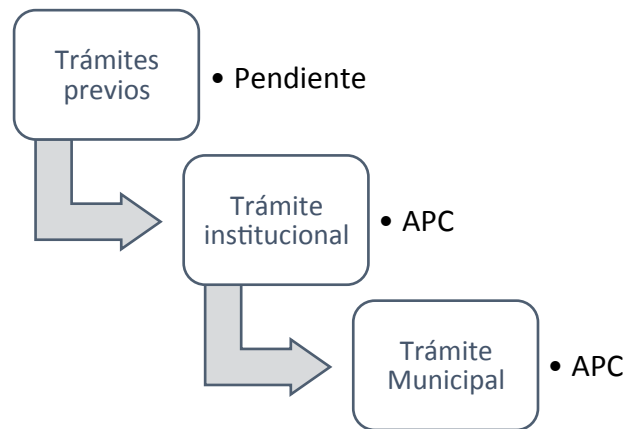 Trámites
previos
• Pendiente
Trámite
institucional
• APC
Trámite
Municipal
• APC